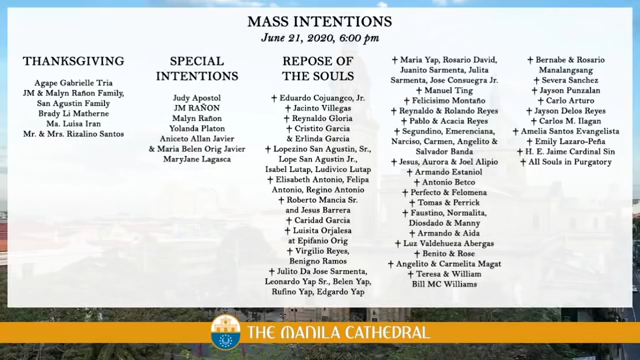 MASS INTENTIONS
June 21, 2020, 6:00 pm
THANKSGIVING
Agape Gabrielle Tria
JM & Malyn Rañon Family,
San Agustin Family
Brady Li Matherne
Ma. Luisa Iran
Mr. & Mrs. Rizalino Santos
SPECIAL
INTENTIONS
Judy Apostol
JM RAÑON
Malyn Rañon
Yolanda Platon
Aniceto Allan Javier
& Maria Belen Orig Javier
MaryJane Lagasca
REPOSE OF
THE SOULS
✝ Eduardo Cojuangco, Jr.
✝ Jacinto Villegas
✝ Reynaldo Gloria
✝ Cristito Garcia
& Erlinda Garcia
✝ Lopezino San Agustin, Sr.,
Lope San Agustin Jr.,
Isabel Lutap, Ludivico Lutap
✝ Elisabeth Antonio, Felipa
Antonio, Regino Antonio
✝ Roberto Mancia Sr.
and Jesus Barrera
✝ Caridad Garcia
✝ Luisita Orjalesa
at Epifanio Orig
✝ Virgilio Reyes,
Benigno Ramos
✝ Julito Da Jose Sarmenta,
Leonardo Yap Sr., Belen Yap,
Rufino Yap, Edgardo Yap
✝ Maria Yap, Rosario David,
Juanito Sarmenta, Julita
Sarmenta, Jose Consuegra Jr.
✝ Manuel Ting
✝ Felicisimo Montaño
✝ Reynaldo & Rolando Reyes
✝ Pablo & Acacia Reyes
✝ Segundino, Emerenciana,
Narciso, Carmen, Angelito &
Salvador Banda
✝ Jesus, Aurora & Joel Alipio
✝ Armando Estaniol
✝ Antonio Betco
✝ Perfecto & Felomena
✝ Tomas & Perrick
✝ Faustino, Normalita,
Diosdado & Manny
✝ Armando & Aida
✝ Luz Valdehueza Abergas
✝ Benito & Rose
✝ Angelito & Carmelita Magat
✝ Teresa & William
Bill MC Williams
✝ Bernabe & Rosario
Manalangsang
✝ Severa Sanchez
✝ Jayson Punzalan
✝ Carlo Arturo
✝ Jayson Delos Reyes
✝ Carlos M. Ilagan
✝ Amelia Santos Evangelista
✝ Emily Lazaro-Peña
✝ H. E. Jaime Cardinal Sin
✝ All Souls in Purgatory
THE MANILA CATHEDRAL